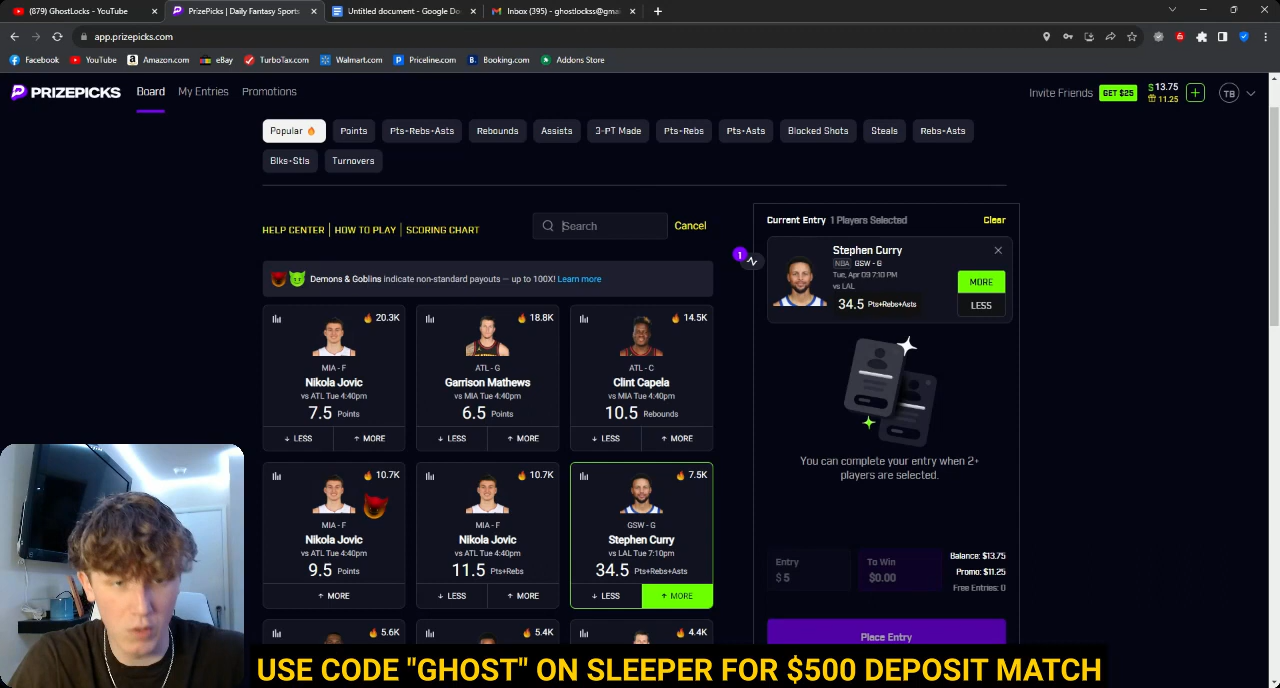 (879) GhostLocks - YouTube
PrizePicks | Daily Fantasy Sports
Untitled document - Google Do
Inbox (395) - ghostlockss@gma
app.prizepicks.com
Facebook YouTube Amazon.com eBay TurboTax.com Walmart.com Priceline.com Booking.com Addons Store
PRIZEPICKS Board My Entries Promotions
Invite Friends GET $25 $ 13.75
11.25
TB
Popular Points Pts+Rebs+Asts Rebounds Assists 3-PT Made Pts+Rebs Pts+Asts Blocked Shots Steals Rebs+Asts
Blks+Stls Turnovers
HELP CENTER | HOW TO PLAY | SCORING CHART
Search Cancel
Demons & Goblins indicate non-standard payouts — up to 100X! Learn more
20.3K
MIA - F
Nikola Jovic
vs ATL Tue 4:40pm
7.5 Points
LESS MORE
18.8K
ATL - G
Garrison Mathews
vs MIA Tue 4:40pm
6.5 Points
LESS MORE
14.5K
ATL - C
Clint Capela
vs MIA Tue 4:40pm
10.5 Rebounds
LESS MORE
10.7K
MIA - F
Nikola Jovic
vs ATL Tue 4:40pm
9.5 Points
MORE
10.7K
MIA - F
Nikola Jovic
vs ATL Tue 4:40pm
11.5 Pts+Rebs
LESS MORE
7.5K
GSW - G
Stephen Curry
vs LAL Tue 7:10pm
34.5 Pts+Rebs+Asts
LESS MORE
5.6K
5.4K
4.4K
Current Entry 1 Players Selected Clear
1
Stephen Curry
NBA GSW - G
Tue, Apr 09 7:10 PM
vs LAL
34.5 Pts+Rebs+Asts
MORE
LESS
You can complete your entry when 2+
players are selected.
Entry
$ 5
To Win
$0.00
Balance: $13.75
Promo: $11.25
Free Entries: 0
Place Entry
USE CODE "GHOST" ON SLEEPER FOR $500 DEPOSIT MATCH